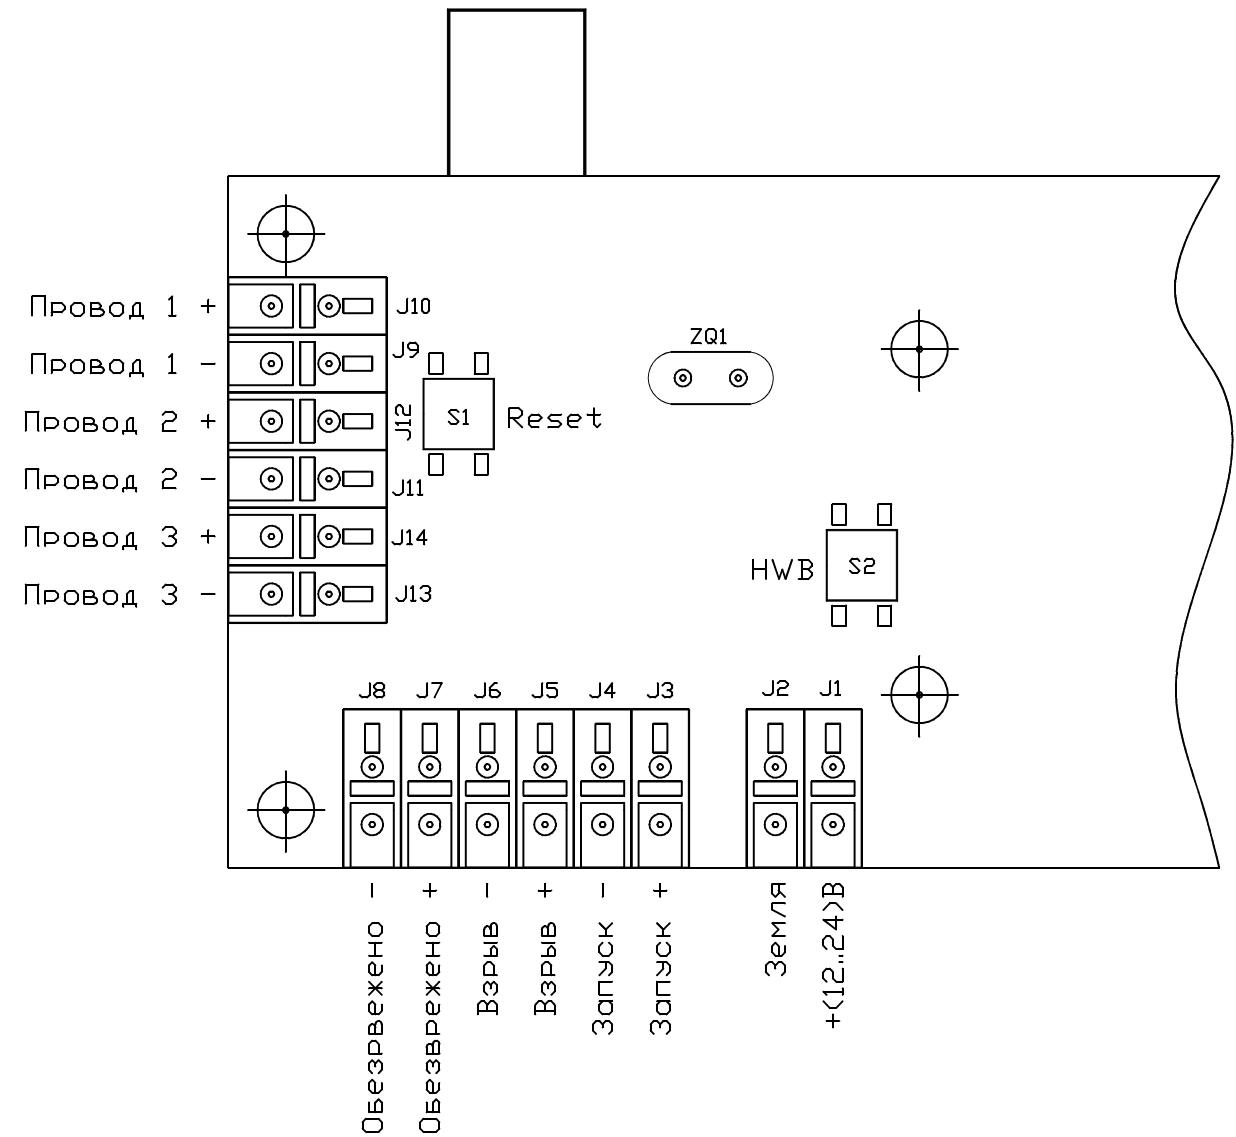 Провод 1 + J10
Провод 1 - J9
Провод 2 + J12
Провод 2 - J11
Провод 3 + J14
Провод 3 - J13
S1 Reset
ZQ1
HWB S2
J8 J7 J6 J5 J4 J3 J2 J1
Обезрвежено -
Обезврежено +
Взрыв -
Взрыв +
Запуск -
Запуск +
Земля
+(12..24)В